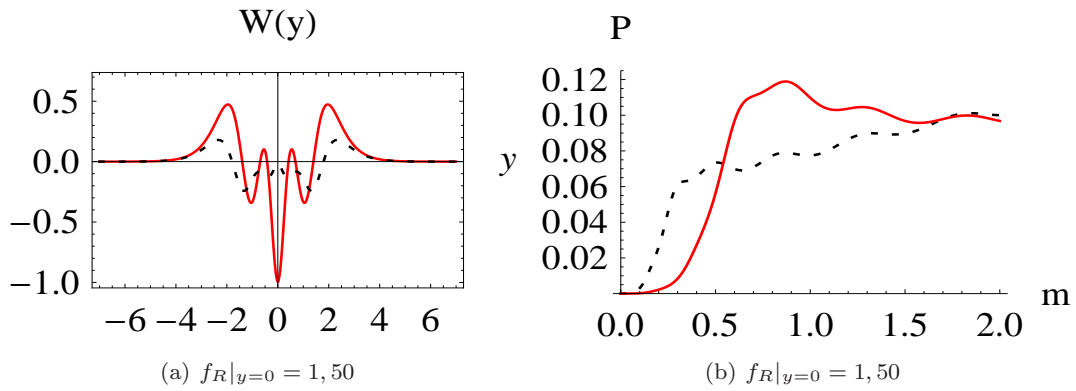 W(y)
0.5
0.0
−0.5
−1.0
−6 −4 −2 0 2 4 6
y
(a) f_R|_{y=0} = 1, 50
P
0.12
0.10
0.08
0.06
0.04
0.02
0.0 0.5 1.0 1.5 2.0
m
(b) f_R|_{y=0} = 1, 50